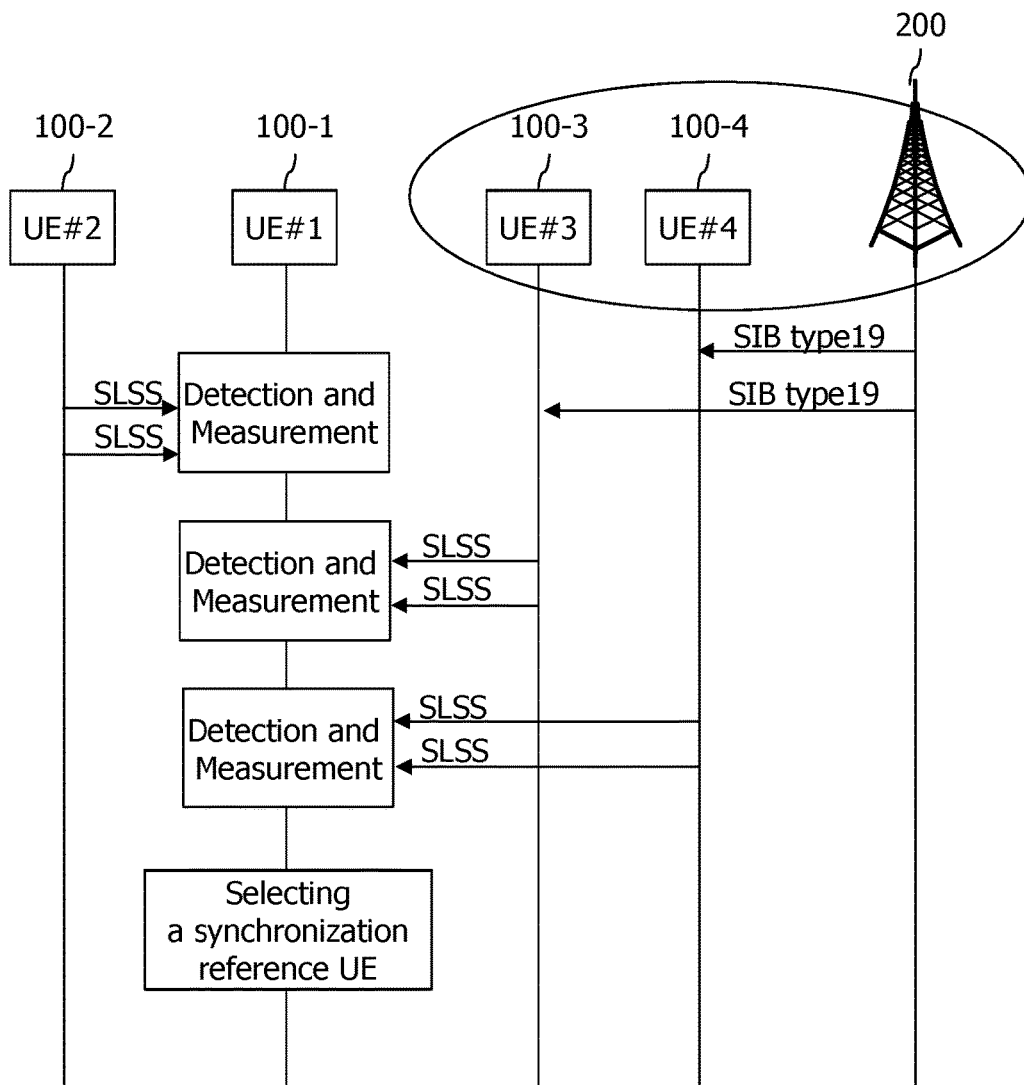 200
100-2
100-1
100-3
100-4
UE#2
UE#1
UE#3
UE#4
SIB type19
SLSS
Detection and
Measurement
SIB type19
SLSS
Detection and
Measurement
SLSS
SLSS
Detection and
Measurement
SLSS
SLSS
Selecting
a synchronization
reference UE